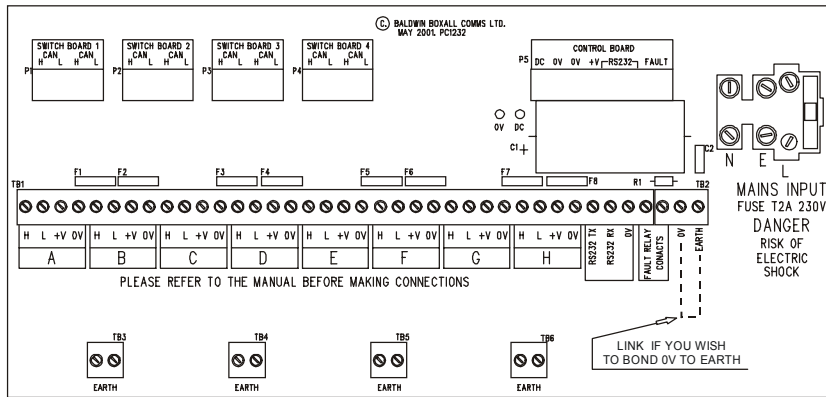 (C.) BALDWIN BOXALL COMMS LTD.
MAY 2001. PC1232
SWITCH BOARD 1
CAN CAN
H L H L
P1
SWITCH BOARD 2
CAN CAN
H L H L
P2
SWITCH BOARD 3
CAN CAN
H L H L
P3
SWITCH BOARD 4
CAN CAN
H L H L
P4
CONTROL BOARD
P5 DC 0V 0V +V RS232 FAULT
0V DC
C1 +
C2
N E L
MAINS INPUT
FUSE T2A 230V
DANGER
RISK OF
ELECTRIC
SHOCK
F1 F2 F3 F4 F5 F6 F7 F8 R1
TB1 TB2
H L +V 0V H L +V 0V H L +V 0V H L +V 0V H L +V 0V H L +V 0V H L +V 0V H L +V 0V
A B C D E F G H
RS232 TX
RS232 RX
0V
FAULT RELAY
CONACTS
0V
EARTH
PLEASE REFER TO THE MANUAL BEFORE MAKING CONNECTIONS
LINK IF YOU WISH
TO BOND 0V TO EARTH
TB3 TB4 TB5 TB6
EARTH EARTH EARTH EARTH